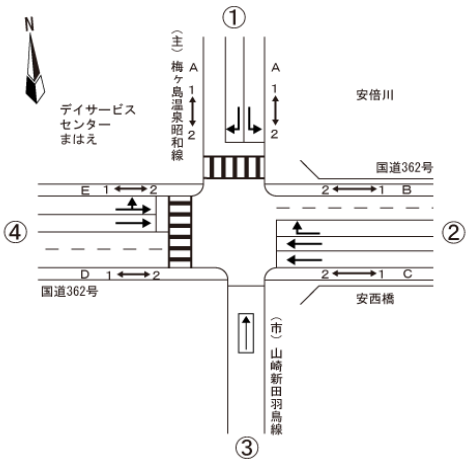 ①
N
(主)梅ヶ島温泉昭和線
A
1
2
A
1
2
デイサービス
センター
まはえ
安倍川
国道362号
E 1 2
2 1 B
④
②
D 1 2
2 1 C
国道362号
安西橋
(市)山崎新田羽鳥線
③